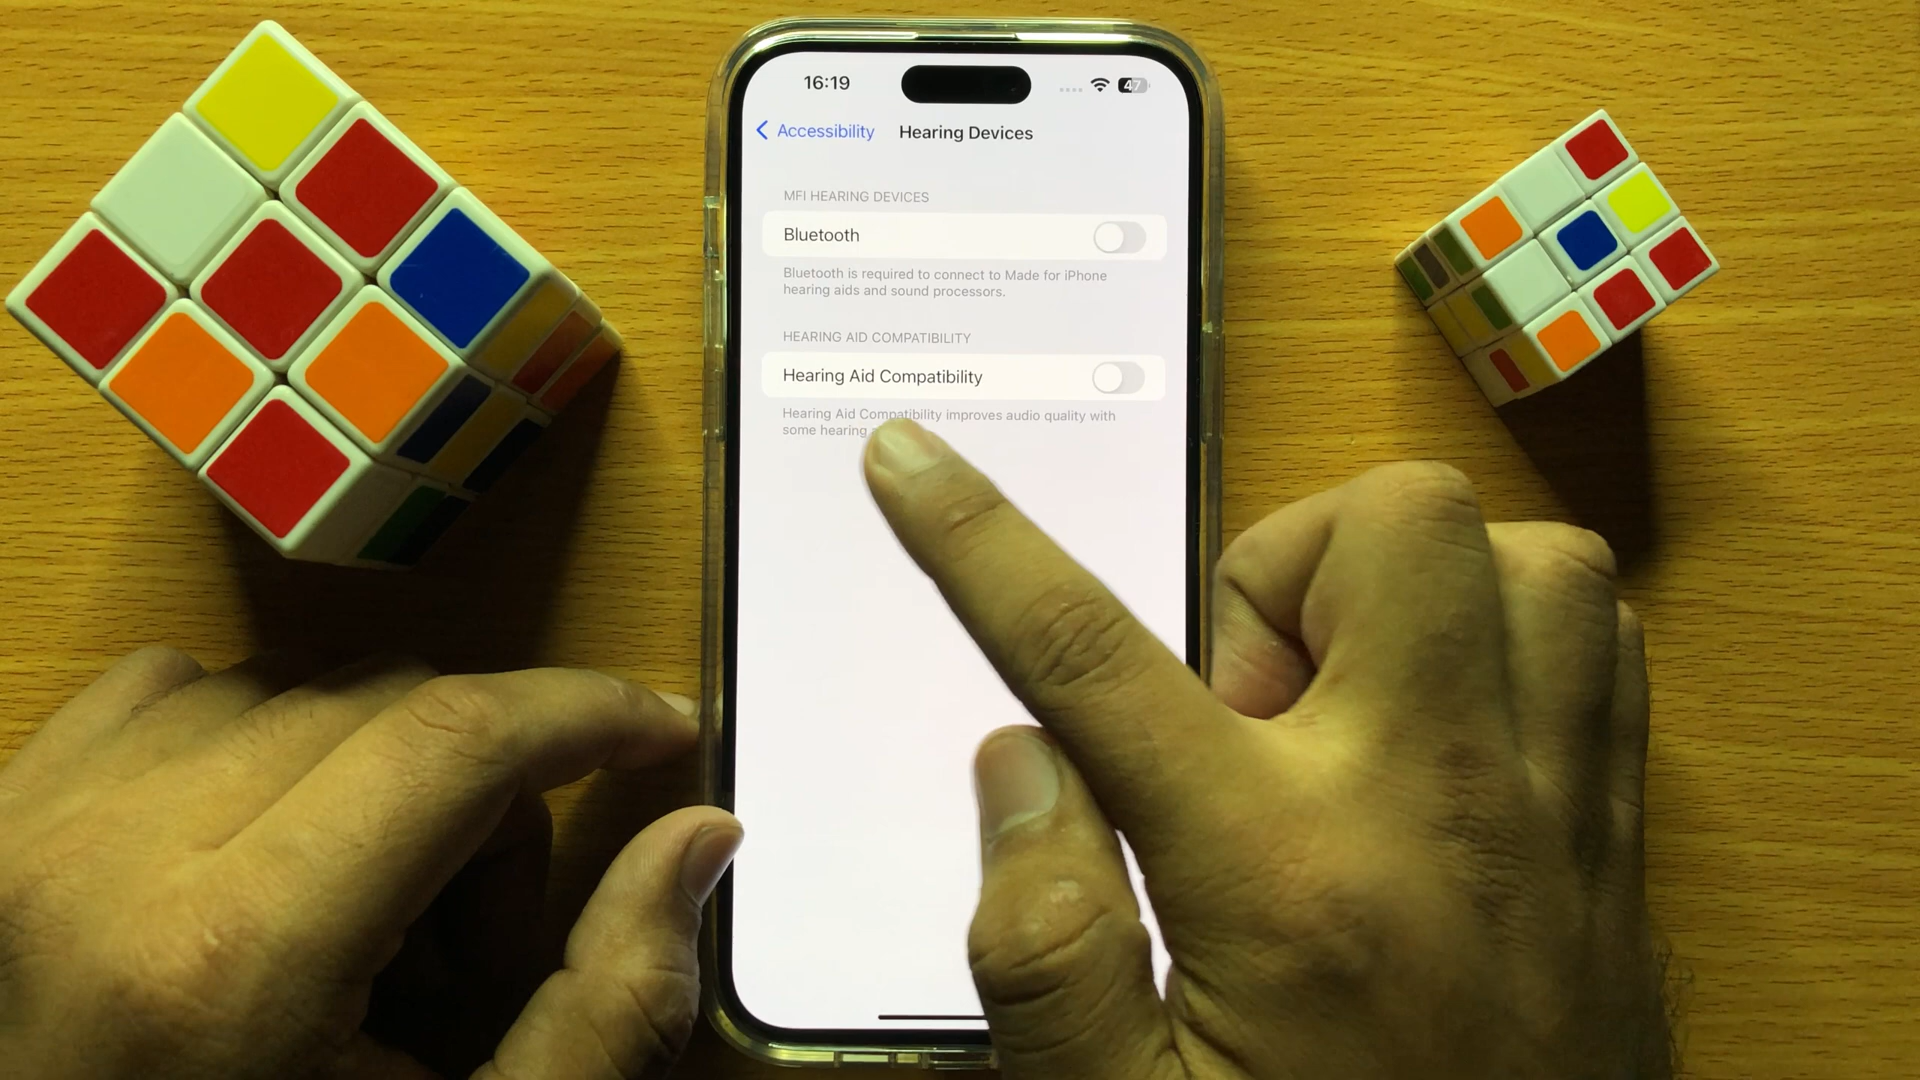 16:19
47
Accessibility
Hearing Devices
MFI HEARING DEVICES
Bluetooth
Bluetooth is required to connect to Made for iPhone
hearing aids and sound processors.
HEARING AID COMPATIBILITY
Hearing Aid Compatibility
Hearing Aid Compatibility improves audio quality with
some hearing